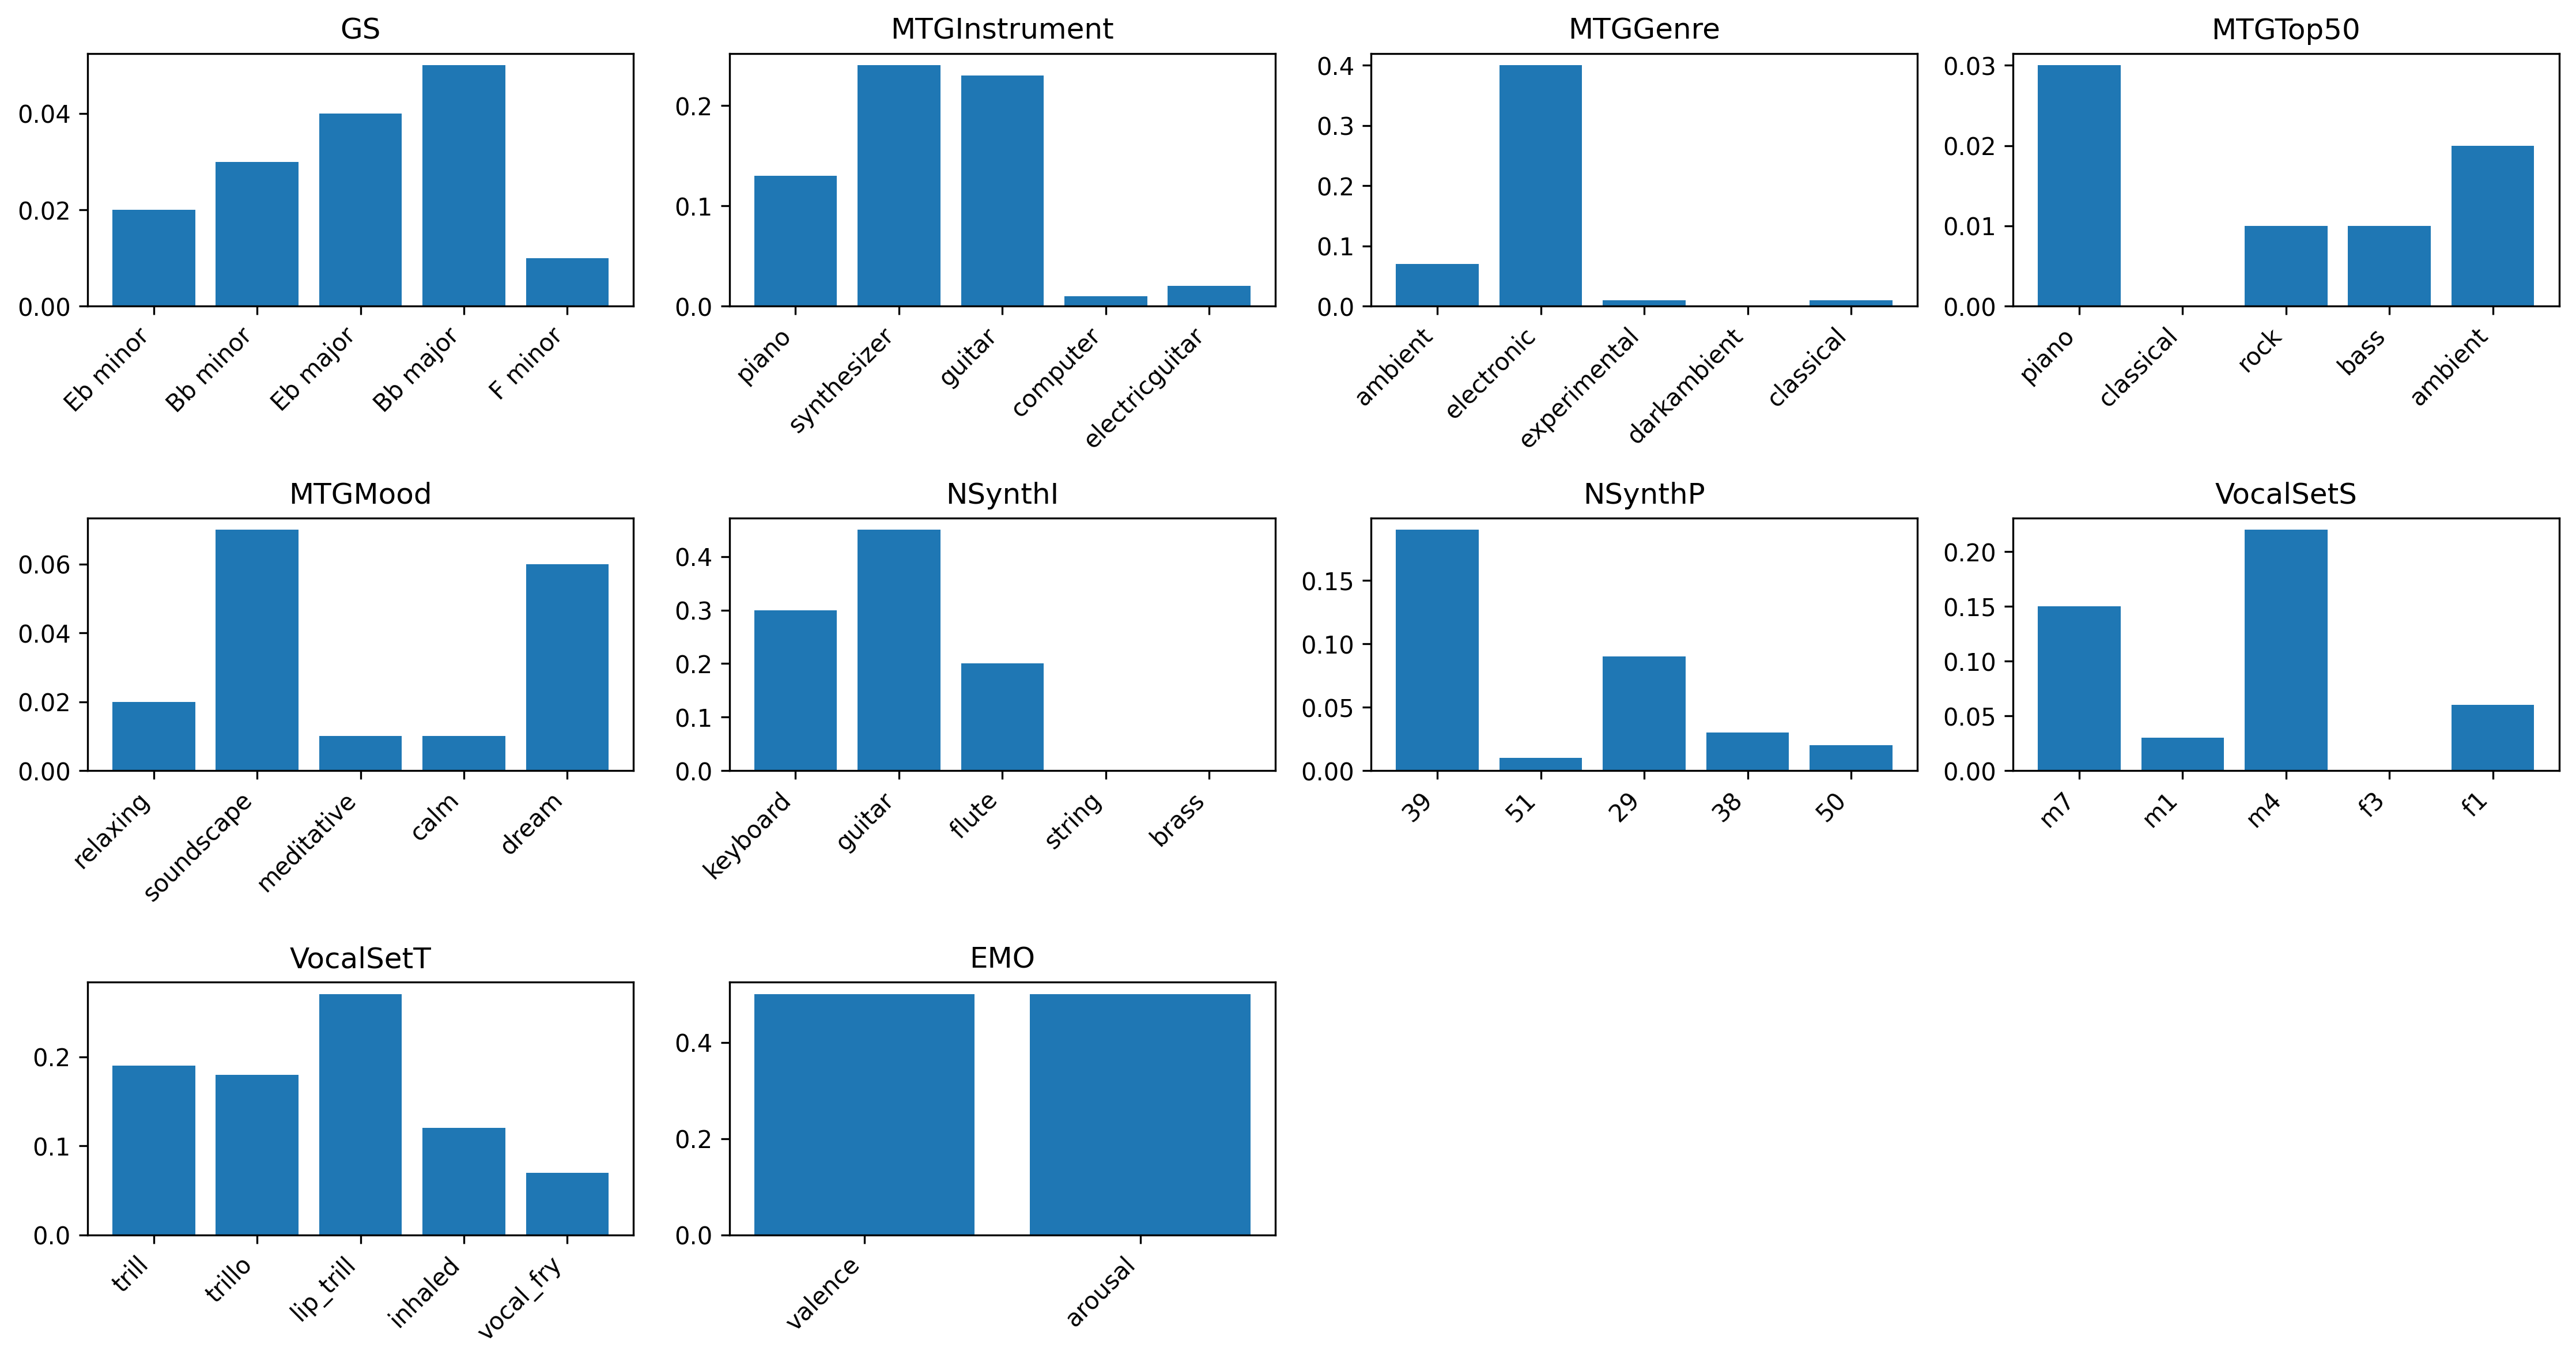 GS
0.04
0.02
0.00
Eb minor
Bb minor
Eb major
Bb major
F minor
MTGInstrument
0.2
0.1
0.0
piano
synthesizer
guitar
computer
electricguitar
MTGGenre
0.4
0.3
0.2
0.1
0.0
ambient
electronic
experimental
darkambient
classical
MTGTop50
0.03
0.02
0.01
0.00
piano
classical
rock
bass
ambient
MTGMood
0.06
0.04
0.02
0.00
relaxing
soundscape
meditative
calm
dream
NSynthI
0.4
0.3
0.2
0.1
0.0
keyboard
guitar
flute
string
brass
NSynthP
0.15
0.10
0.05
0.00
39
51
29
38
50
VocalSetS
0.20
0.15
0.10
0.05
0.00
m7
m1
m4
f3
f1
VocalSetT
0.2
0.1
0.0
trill
trillo
lip_trill
inhaled
vocal_fry
EMO
0.4
0.2
0.0
valence
arousal